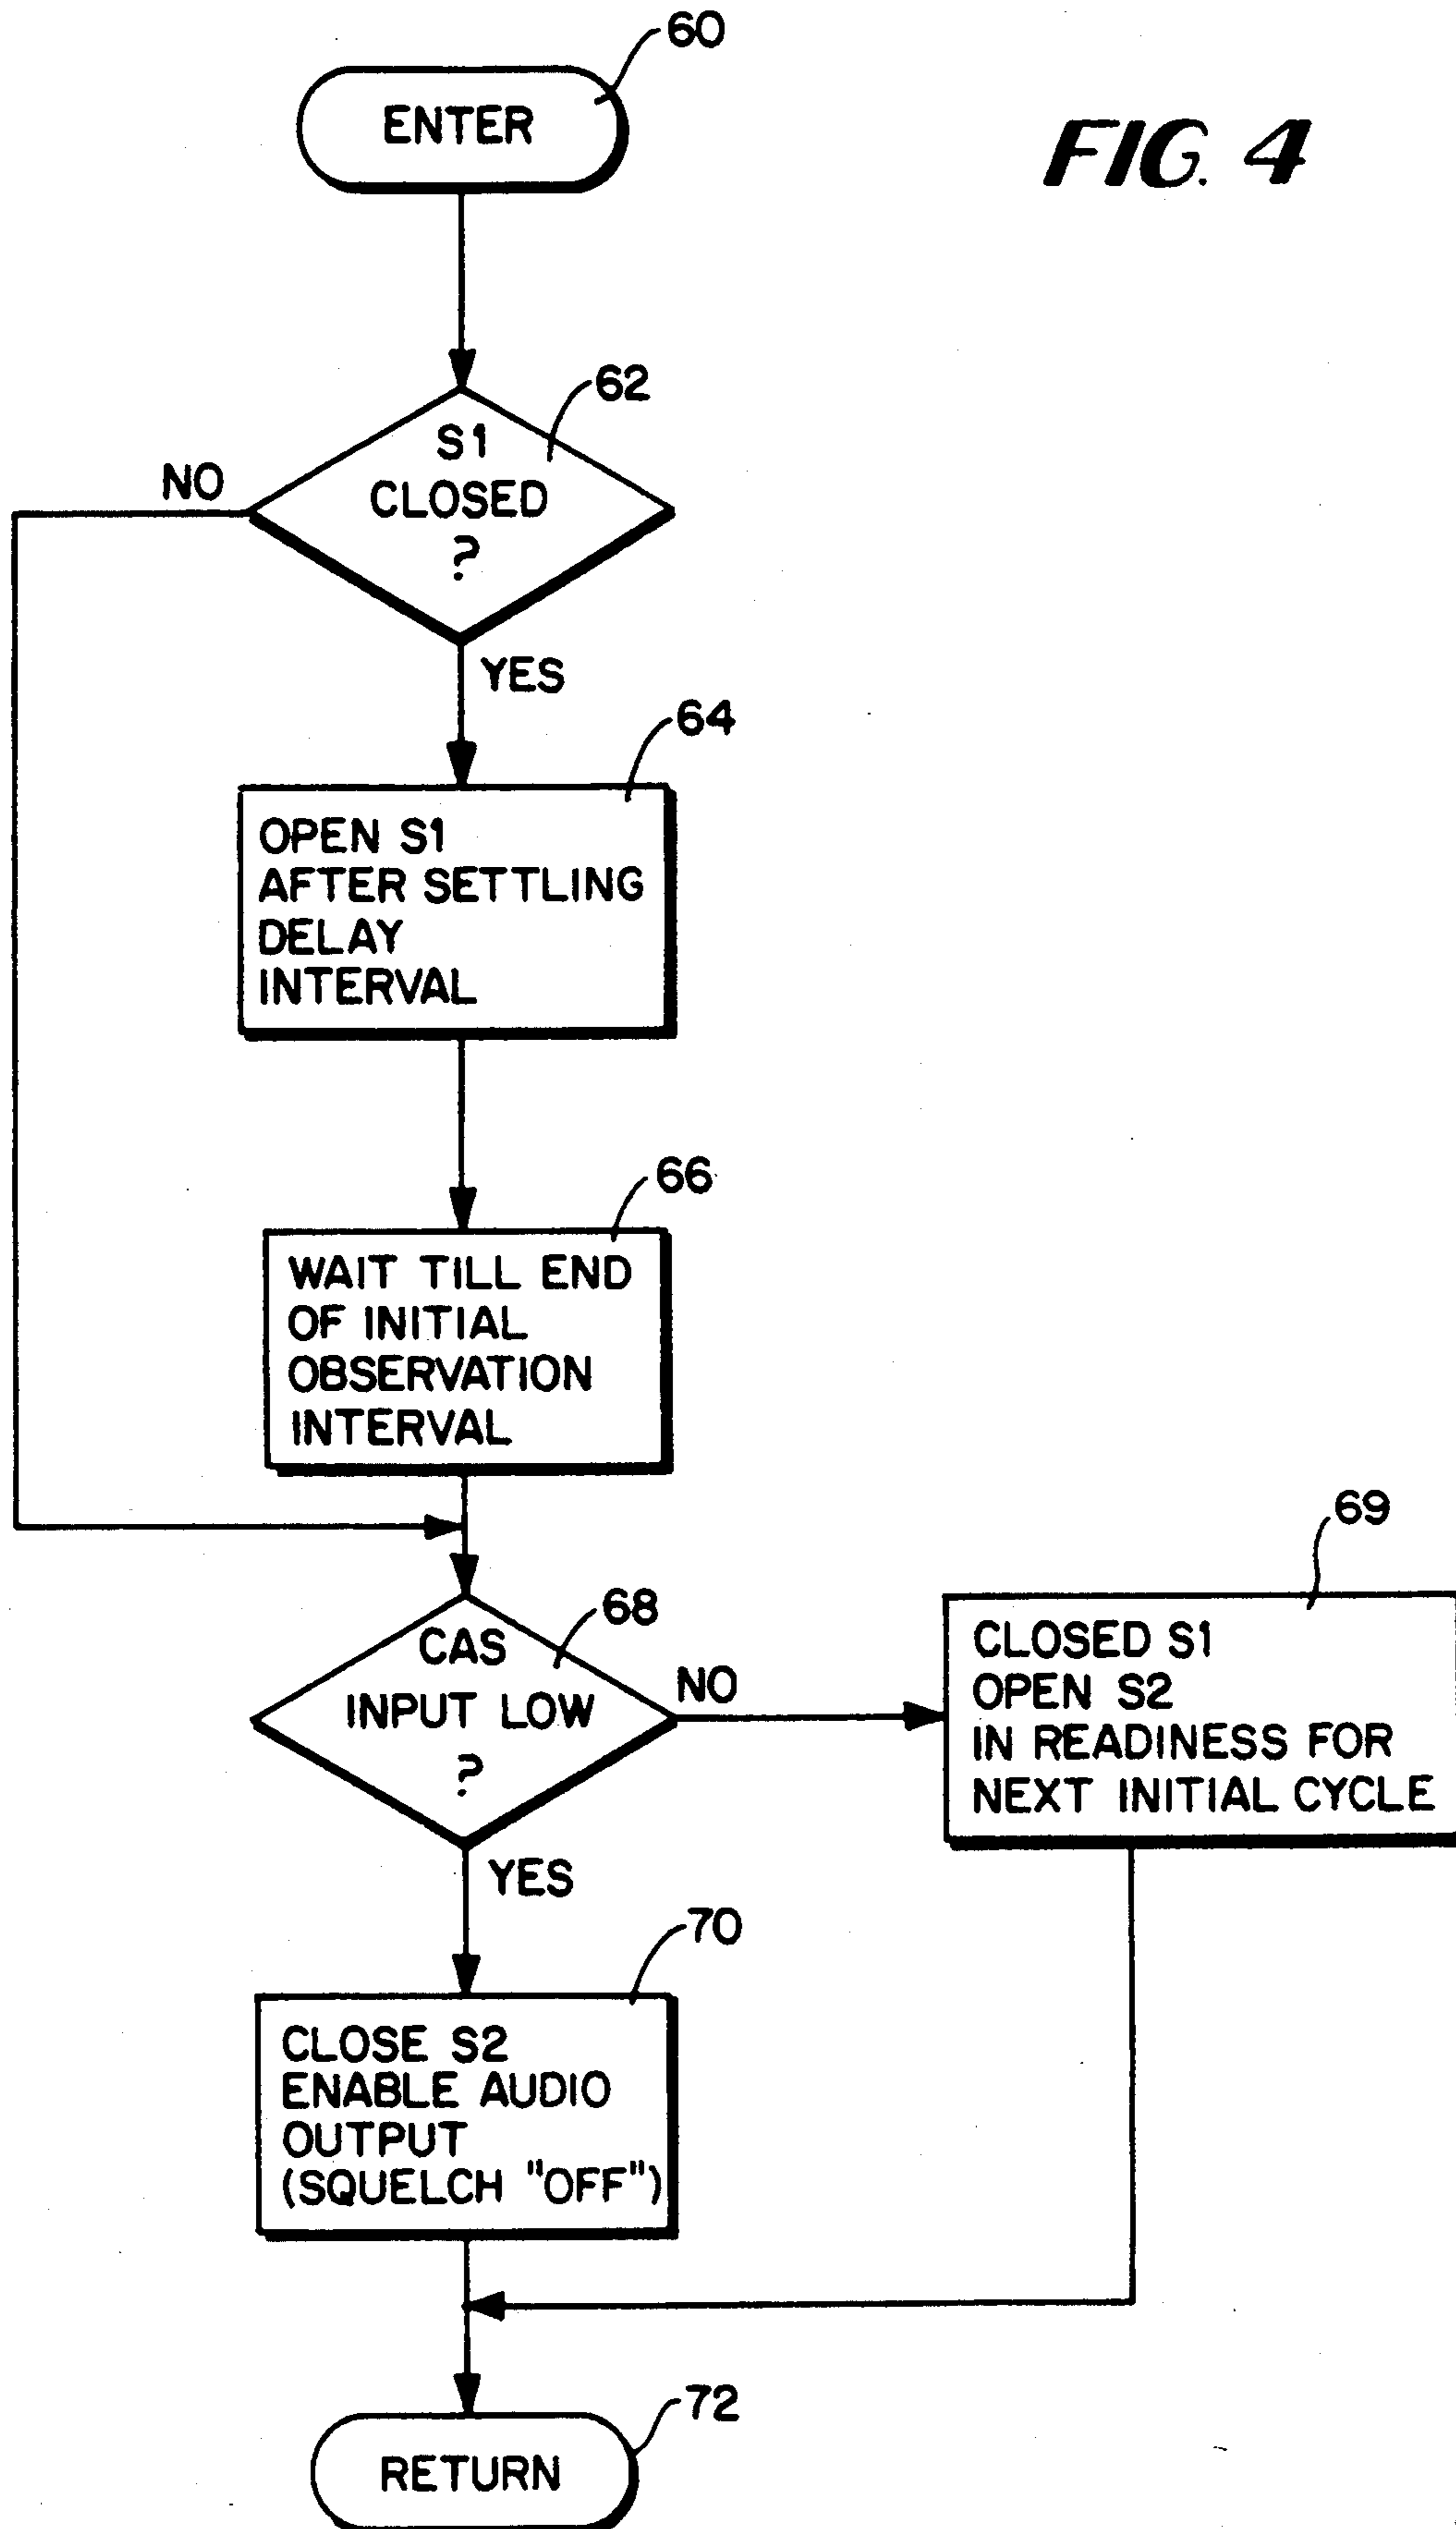 60
ENTER
FIG. 4
62
S1
CLOSED
?
NO
YES
64
OPEN S1
AFTER SETTLING
DELAY
INTERVAL
66
WAIT TILL END
OF INITIAL
OBSERVATION
INTERVAL
68
CAS
INPUT LOW
?
NO
69
CLOSED S1
OPEN S2
IN READINESS FOR
NEXT INITIAL CYCLE
YES
70
CLOSE S2
ENABLE AUDIO
OUTPUT
(SQUELCH "OFF")
72
RETURN